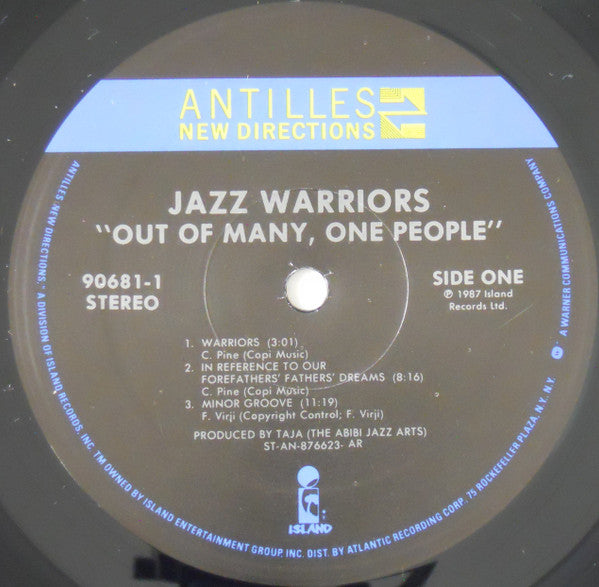 ANTILLES
NEW DIRECTIONS
JAZZ WARRIORS
"OUT OF MANY, ONE PEOPLE"
90681-1
STEREO
SIDE ONE
℗ 1987 Island
Records Ltd.
1. WARRIORS (3:01)
C. Pine (Copi Music)
2. IN REFERENCE TO OUR
FOREFATHERS' FATHERS' DREAMS (8:16)
C. Pine (Copi Music)
3. MINOR GROOVE (11:19)
F. Virji (Copyright Control; F. Virji)
PRODUCED BY TAJA (THE ABIBI JAZZ ARTS)
ST-AN-876623- AR
ISLAND
ANTILLES-NEW DIRECTIONS, A DIVISION OF ISLAND RECORDS, INC. TM OWNED BY ISLAND ENTERTAINMENT GROUP, INC. DIST. BY ATLANTIC RECORDING CORP. 75 ROCKEFELLER PLAZA, N.Y. N.Y. A WARNER COMMUNICATIONS COMPANY